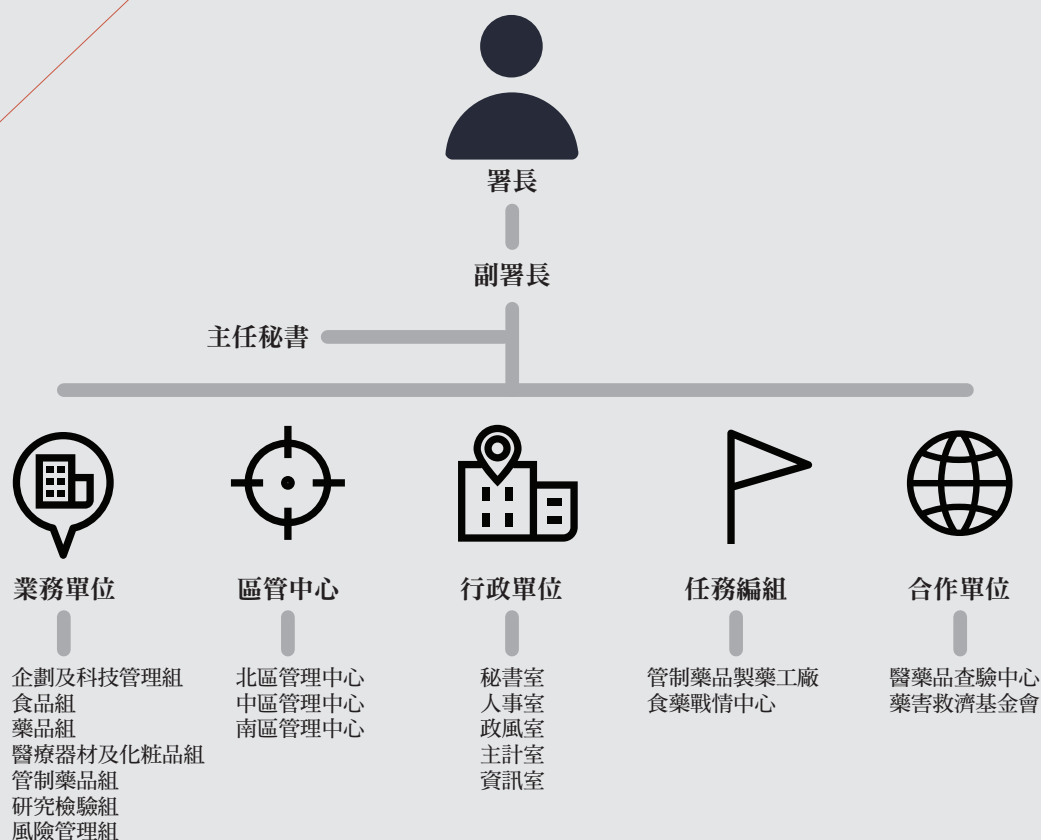 署長
副署長
主任秘書
業務單位
企劃及科技管理組
食品組
藥品組
醫療器材及化粧品組
管制藥品組
研究檢驗組
風險管理組
區管中心
北區管理中心
中區管理中心
南區管理中心
行政單位
秘書室
人事室
政風室
主計室
資訊室
任務編組
管制藥品製藥工廠
食藥戰情中心
合作單位
醫藥品查驗中心
藥害救濟基金會